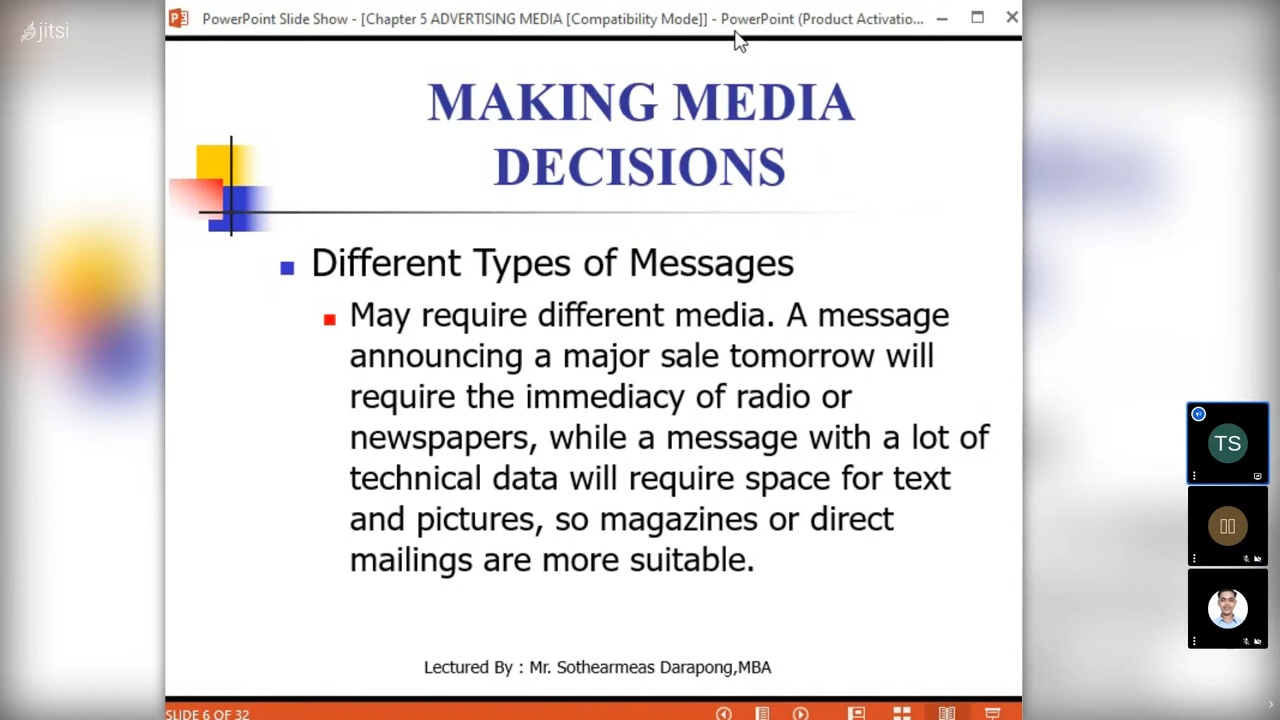 jitsi
PowerPoint Slide Show - [Chapter 5 ADVERTISING MEDIA [Compatibility Mode]] - PowerPoint (Product Activatio...
MAKING MEDIA
DECISIONS
Different Types of Messages
May require different media. A message
announcing a major sale tomorrow will
require the immediacy of radio or
newspapers, while a message with a lot of
technical data will require space for text
and pictures, so magazines or direct
mailings are more suitable.
Lectured By : Mr. Sothearmeas Darapong,MBA
SLIDE 6 OF 32
TS